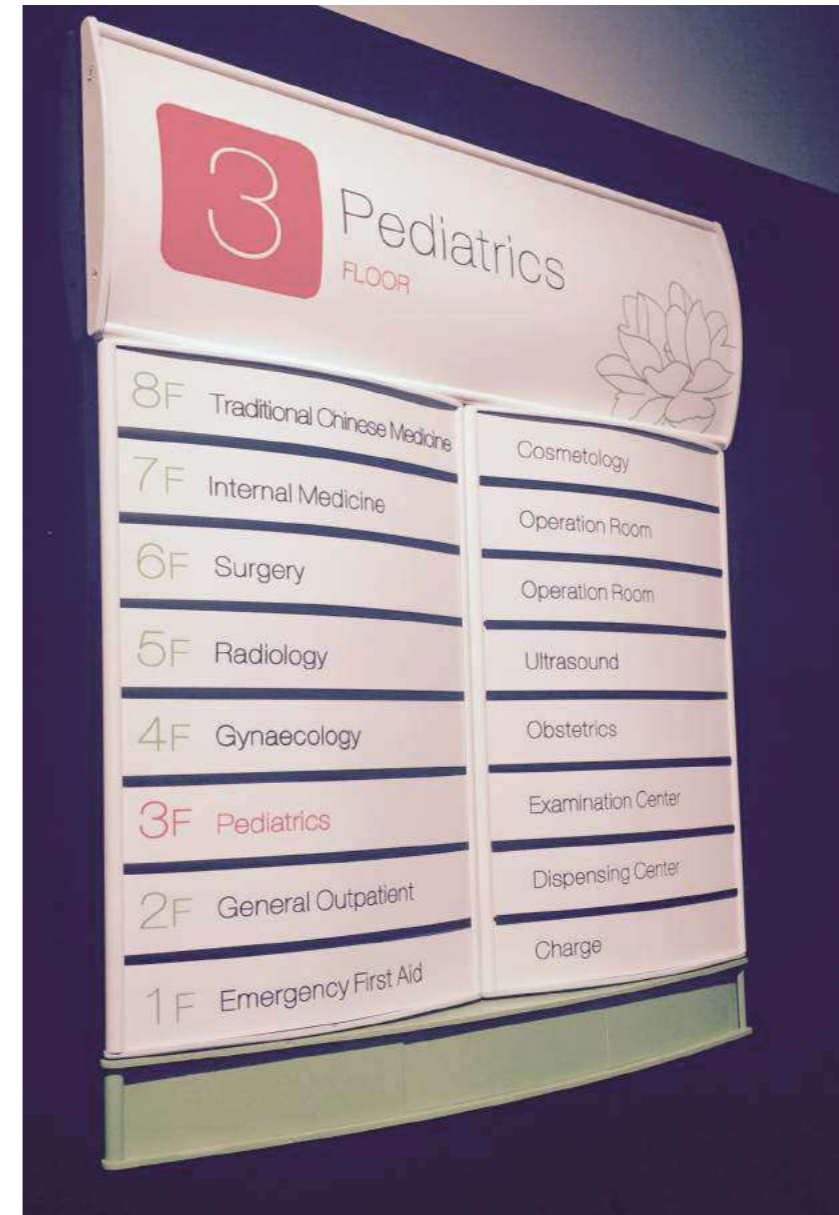 3 Pediatrics
FLOOR
8F Traditional Chinese Medicine Cosmetology
7F Internal Medicine Operation Room
6F Surgery Operation Room
5F Radiology Ultrasound
4F Gynaecology Obstetrics
3F Pediatrics Examination Center
2F General Outpatient Dispensing Center
1F Emergency First Aid Charge